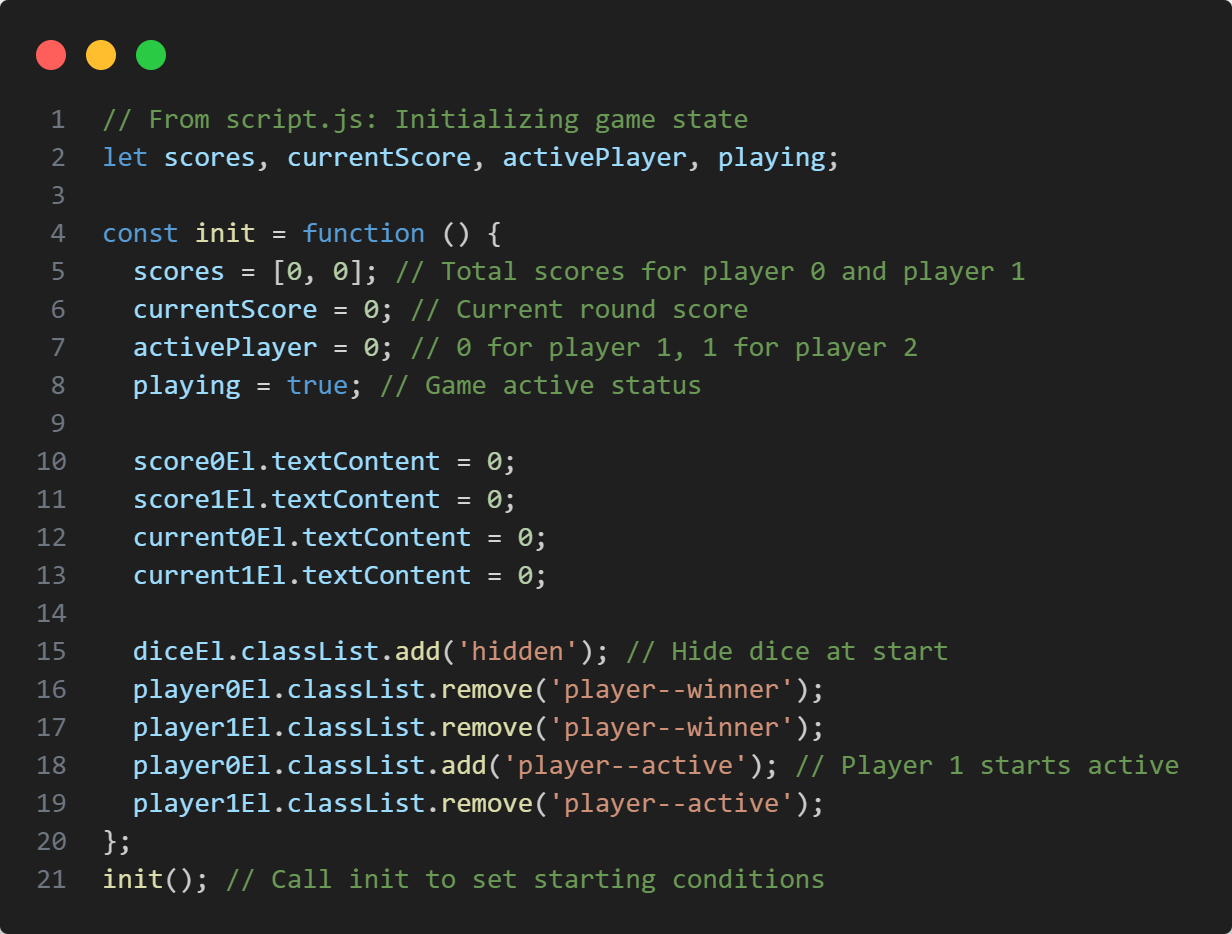 1 // From script.js: Initializing game state
2 let scores, currentScore, activePlayer, playing;
3
4 const init = function () {
5   scores = [0, 0]; // Total scores for player 0 and player 1
6   currentScore = 0; // Current round score
7   activePlayer = 0; // 0 for player 1, 1 for player 2
8   playing = true; // Game active status
9
10   score0El.textContent = 0;
11   score1El.textContent = 0;
12   current0El.textContent = 0;
13   current1El.textContent = 0;
14
15   diceEl.classList.add('hidden'); // Hide dice at start
16   player0El.classList.remove('player--winner');
17   player1El.classList.remove('player--winner');
18   player0El.classList.add('player--active'); // Player 1 starts active
19   player1El.classList.remove('player--active');
20 };
21 init(); // Call init to set starting conditions